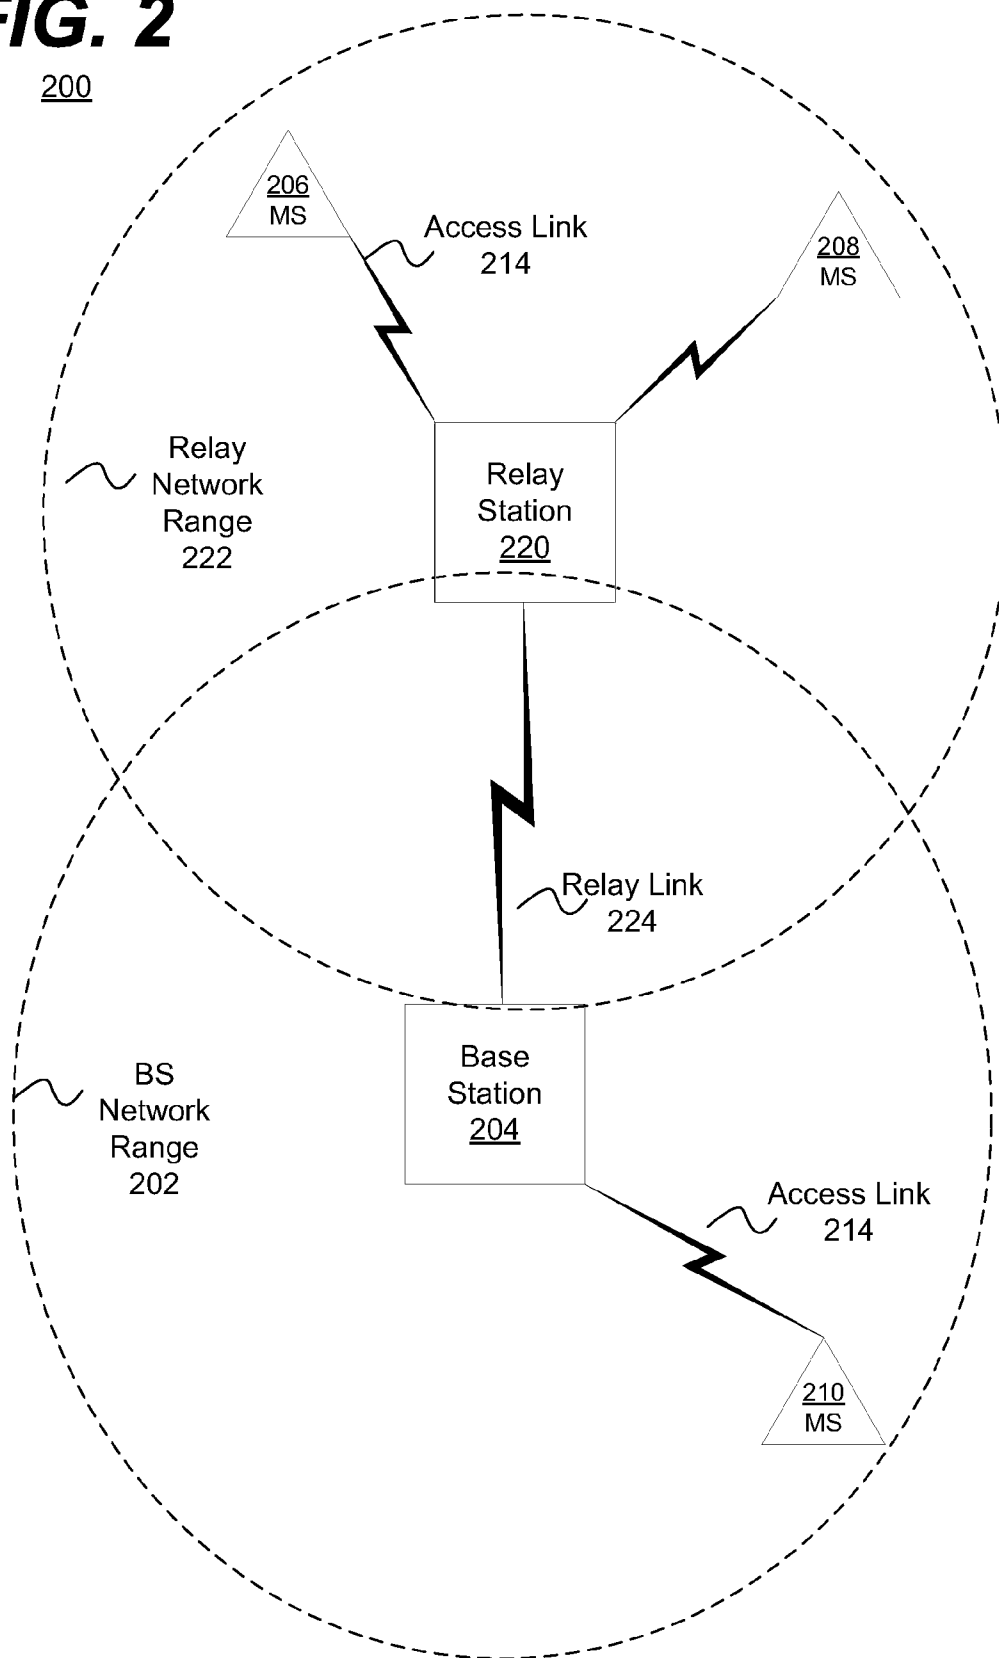 FIG. 2
200
206
MS
Access Link
214
208
MS
Relay
Network
Range
222
Relay
Station
220
Relay Link
224
BS
Network
Range
202
Base
Station
204
Access Link
214
210
MS